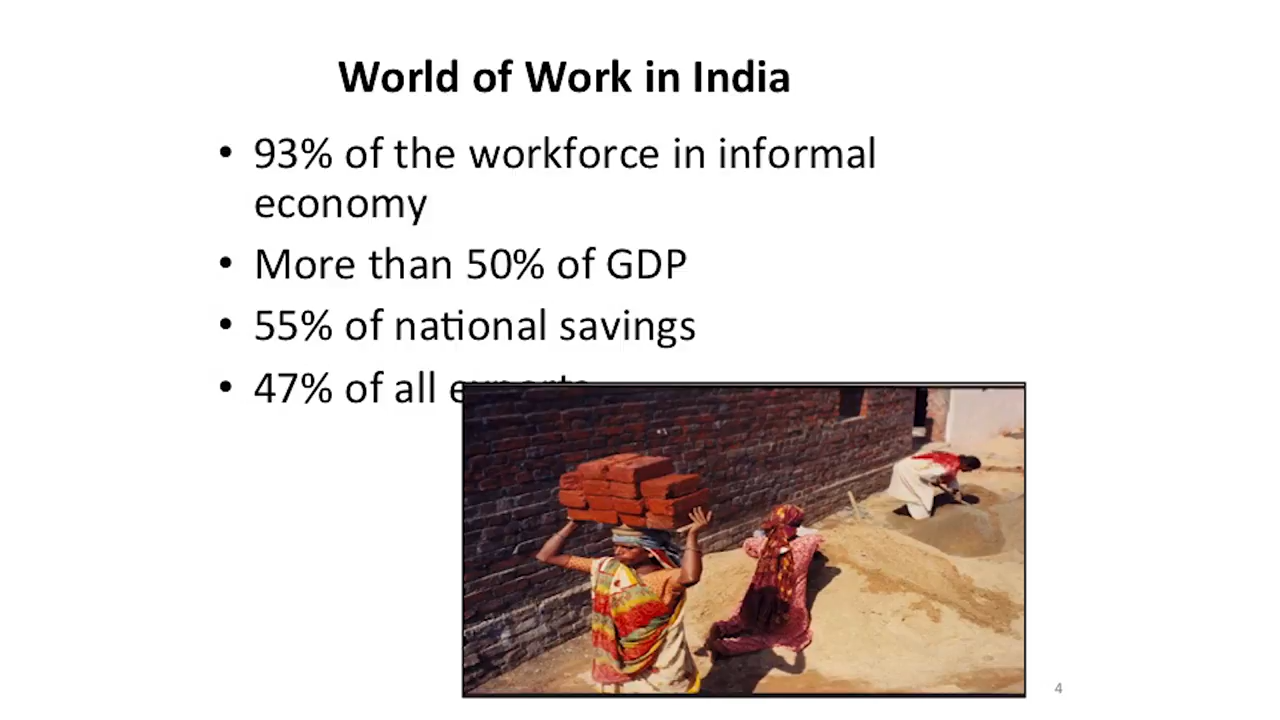 World of Work in India
• 93% of the workforce in informal
economy
• More than 50% of GDP
• 55% of national savings
• 47% of all exports
4